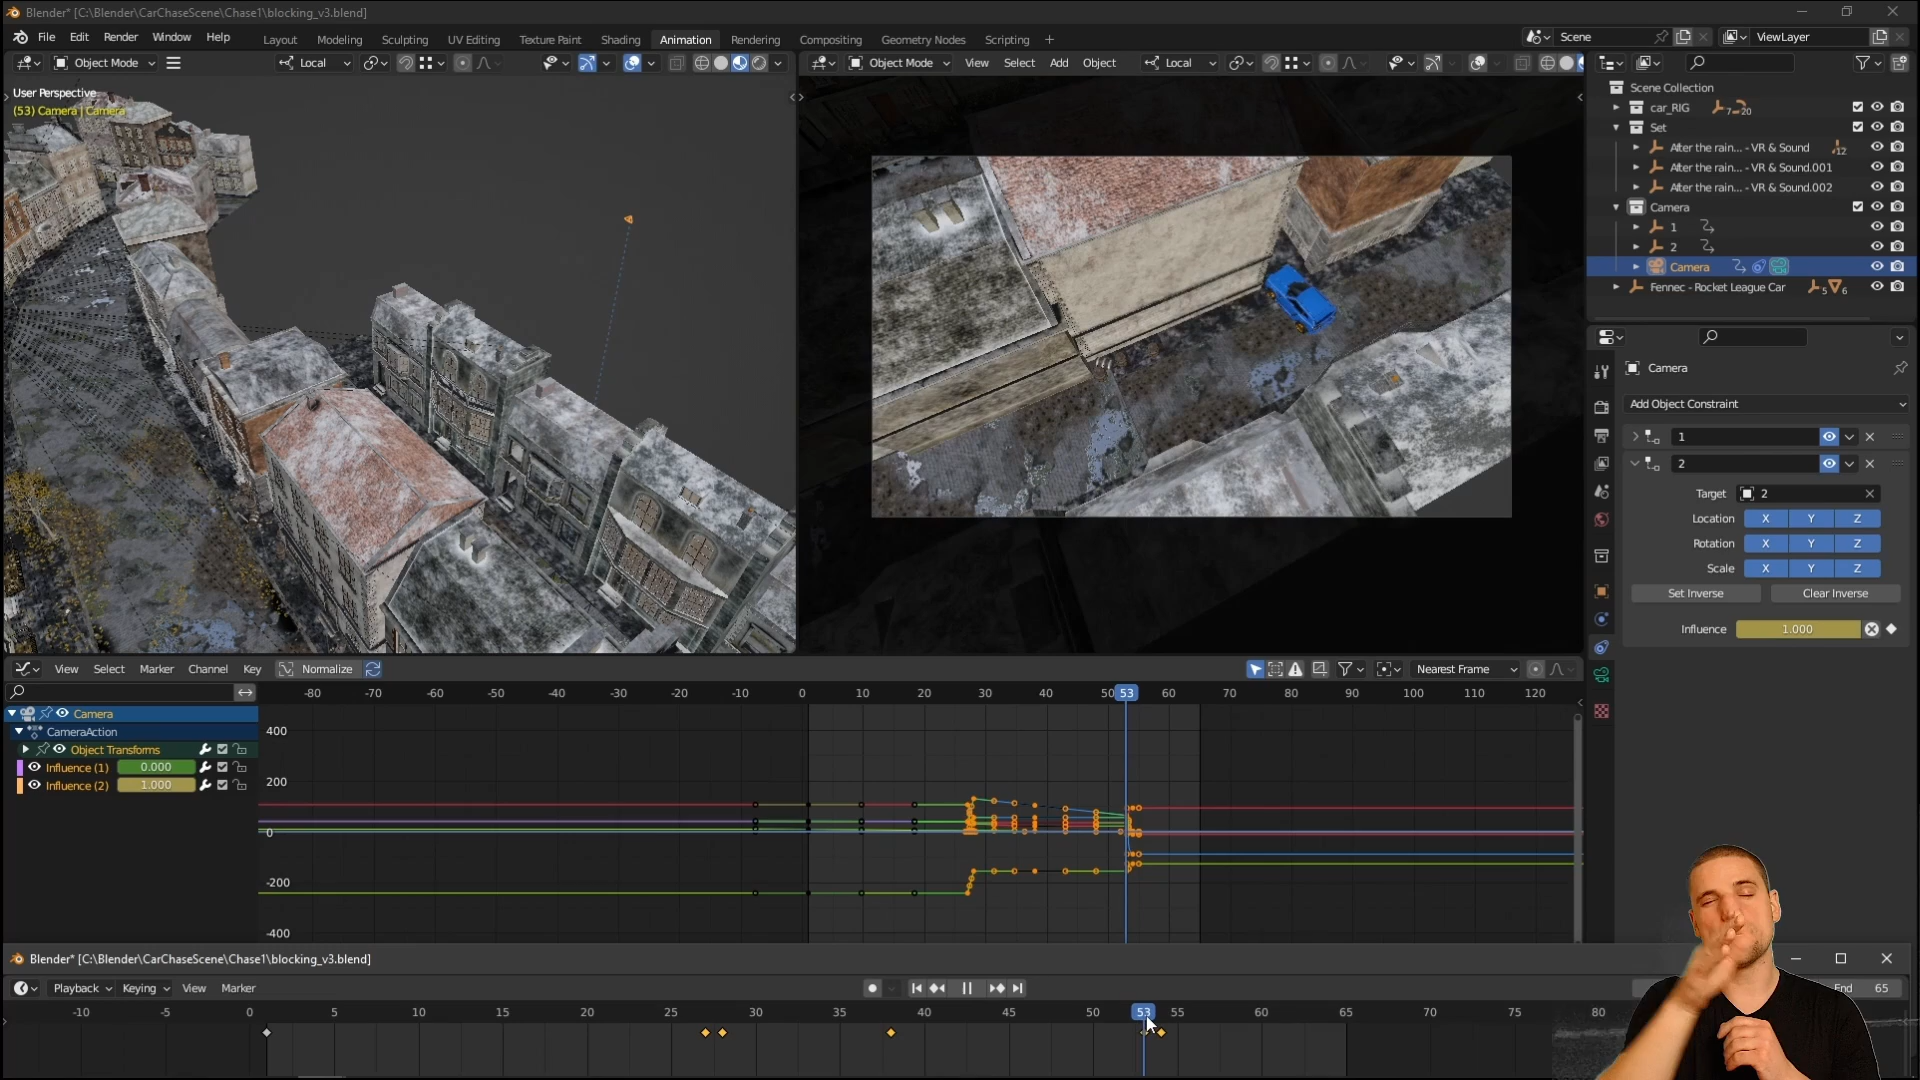 Blender* [C:\Blender\CarChaseScene\Chase1\blocking_v3.blend]
File Edit Render Window Help Layout Modeling Sculpting UV Editing Texture Paint Shading Animation Rendering Compositing Geometry Nodes Scripting + Scene ViewLayer
Object Mode Local Object Mode View Select Add Object Local
User Perspective
(53) Camera | Camera
Scene Collection
car_RIG 7 20
Set
After the rain... - VR & Sound 12
After the rain... - VR & Sound.001
After the rain... - VR & Sound.002
Camera
1
2
Camera
Fennec - Rocket League Car 5 6
Camera
Add Object Constraint
1
2
Target 2
Location X Y Z
Rotation X Y Z
Scale X Y Z
Set Inverse Clear Inverse
Influence 1.000
View Select Marker Channel Key Normalize Nearest Frame
-80 -70 -60 -50 -40 -30 -20 -10 0 10 20 30 40 50 53 60 70 80 90 100 110 120
Camera
CameraAction
Object Transforms
Influence (1) 0.000
Influence (2) 1.000
400
200
0
-200
-400
Blender* [C:\Blender\CarChaseScene\Chase1\blocking_v3.blend]
Playback Keying View Marker End 65
-10 -5 0 5 10 15 20 25 30 35 40 45 50 53 55 60 65 70 75 80